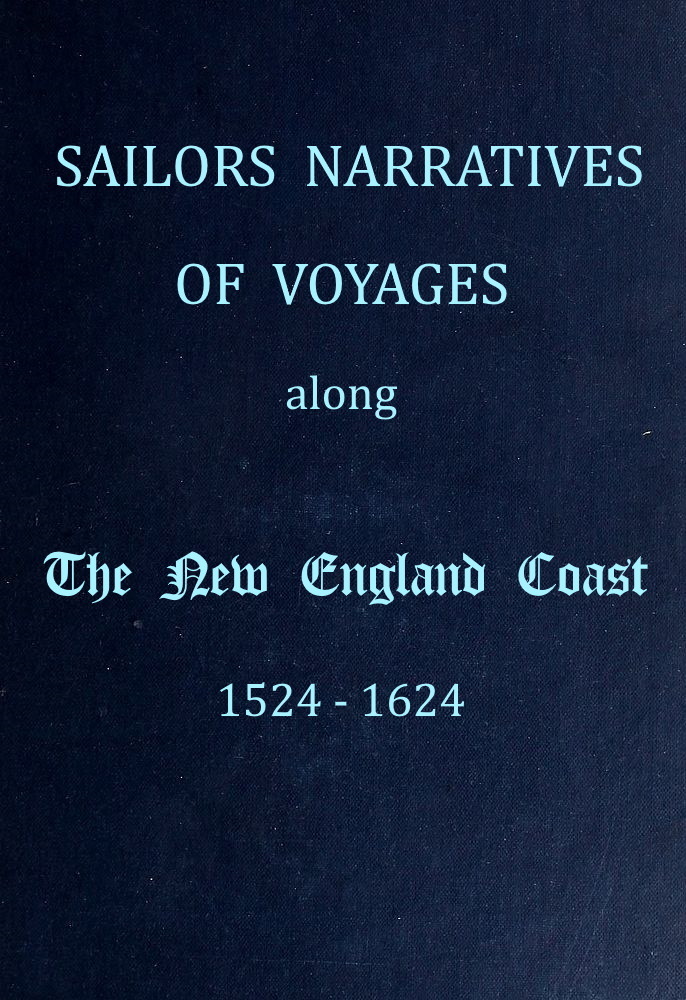 SAILORS NARRATIVES
OF VOYAGES
along
The New England Coast
1524 - 1624